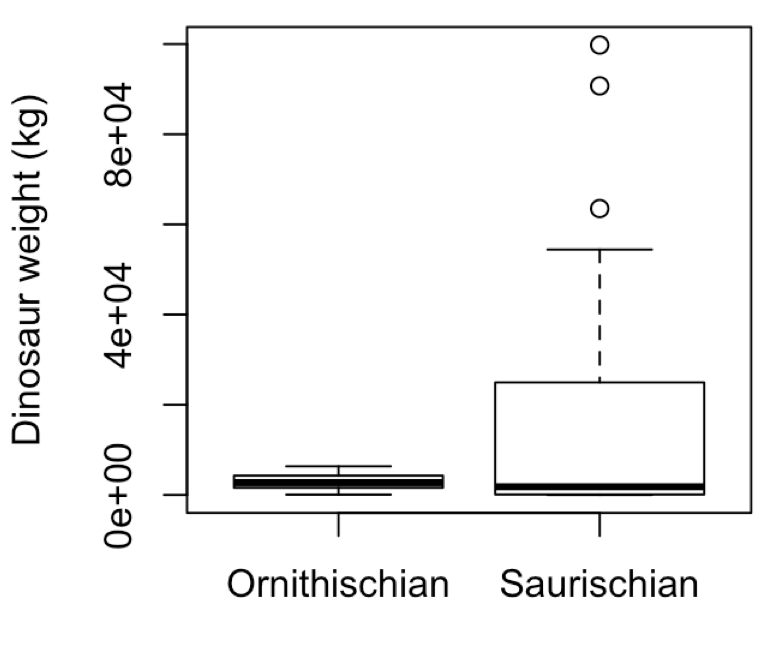 Dinosaur weight (kg)
8e+04
4e+04
0e+00
Ornithischian Saurischian